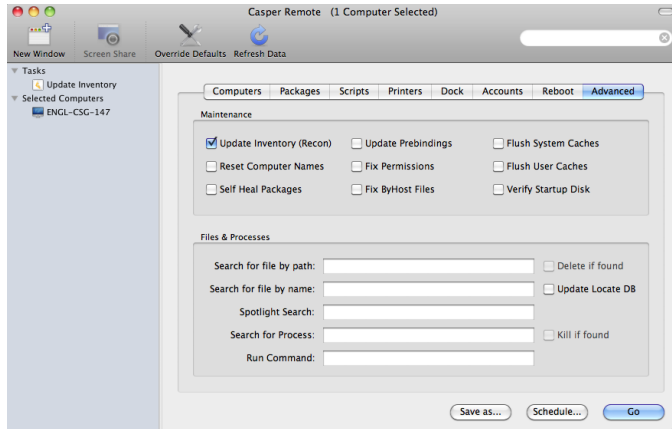 Casper Remote (1 Computer Selected)
New Window Screen Share Override Defaults Refresh Data
Tasks
Update Inventory
Selected Computers
ENGL-CSG-147
Computers Packages Scripts Printers Dock Accounts Reboot Advanced
Maintenance
Update Inventory (Recon) Update Prebindings Flush System Caches
Reset Computer Names Fix Permissions Flush User Caches
Self Heal Packages Fix ByHost Files Verify Startup Disk
Files & Processes
Search for file by path: Delete if found
Search for file by name: Update Locate DB
Spotlight Search:
Search for Process: Kill if found
Run Command:
Save as... Schedule... Go